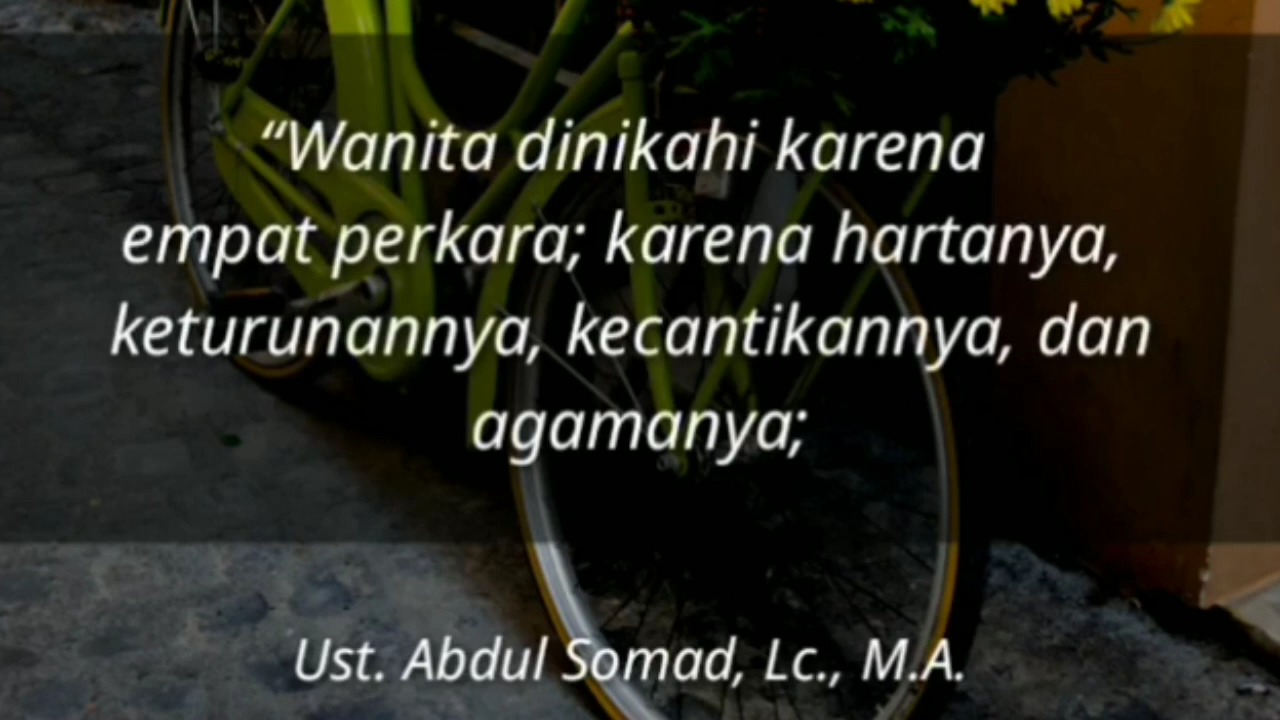 “Wanita dinikahi karena
empat perkara; karena hartanya,
keturunannya, kecantikannya, dan
agamanya;
Ust. Abdul Somad, Lc., M.A.